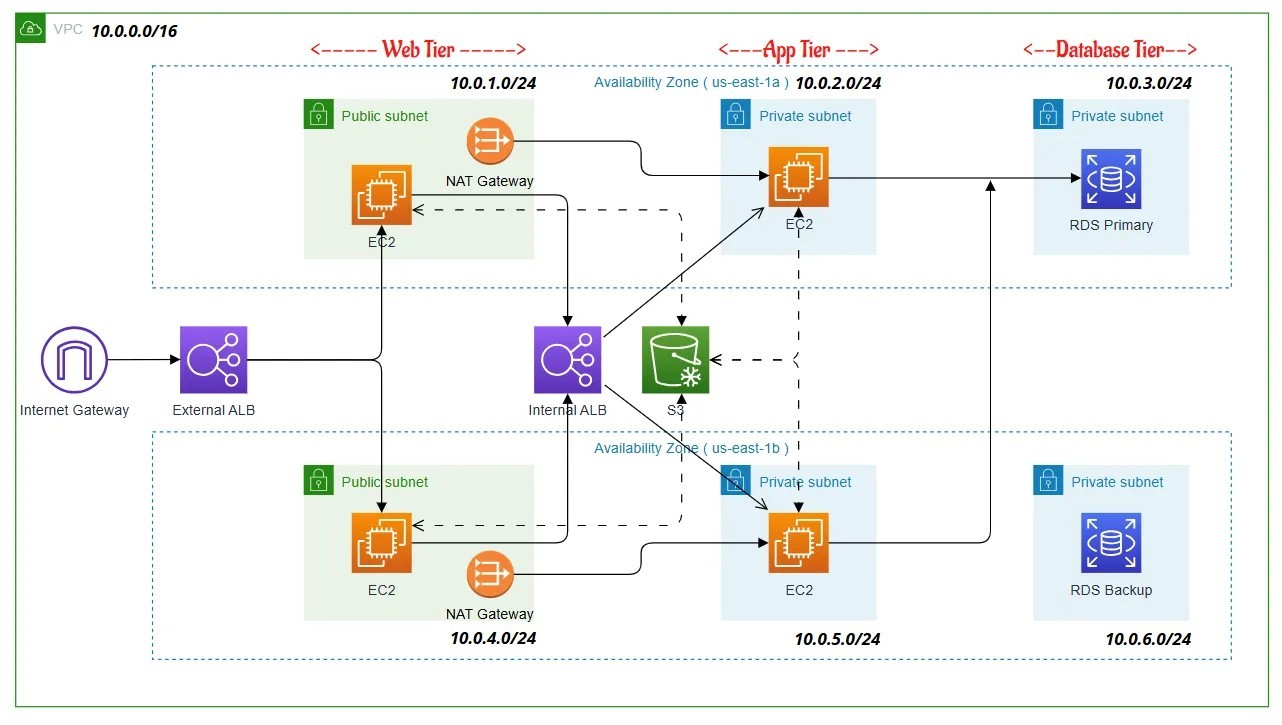 VPC 10.0.0.0/16
<----- Web Tier ----->
<---App Tier --->
<--Database Tier-->
10.0.1.0/24
Availability Zone ( us-east-1a ) 10.0.2.0/24
10.0.3.0/24
Public subnet
Private subnet
Private subnet
NAT Gateway
EC2
EC2
RDS Primary
Internet Gateway
External ALB
Internal ALB
S3
Availability Zone ( us-east-1b )
Public subnet
Private subnet
Private subnet
EC2
EC2
RDS Backup
NAT Gateway
10.0.4.0/24
10.0.5.0/24
10.0.6.0/24